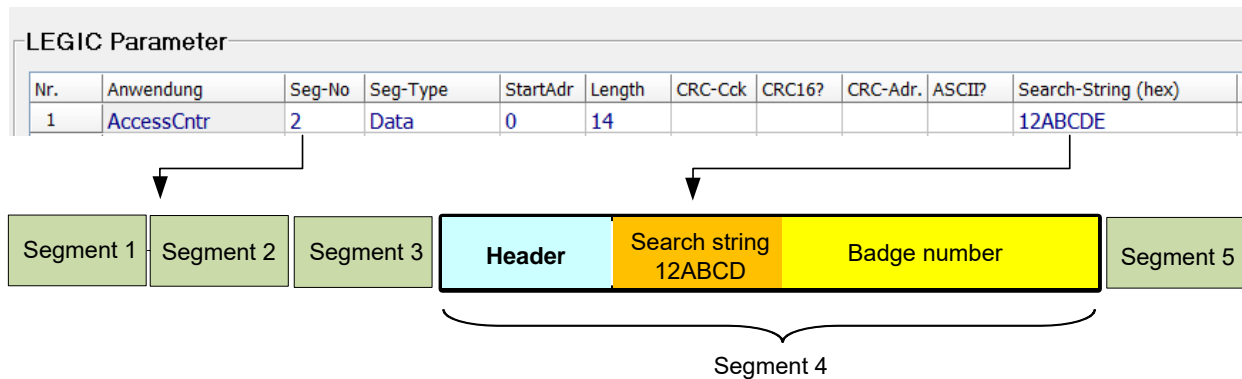 LEGIC Parameter
Nr. Anwendung Seg-No Seg-Type StartAdr Length CRC-Cck CRC16? CRC-Adr. ASCII? Search-String (hex)
1 AccessCntr 2 Data 0 14 12ABCDE
Segment 1 Segment 2 Segment 3 Header Search string 12ABCD Badge number Segment 5
Segment 4